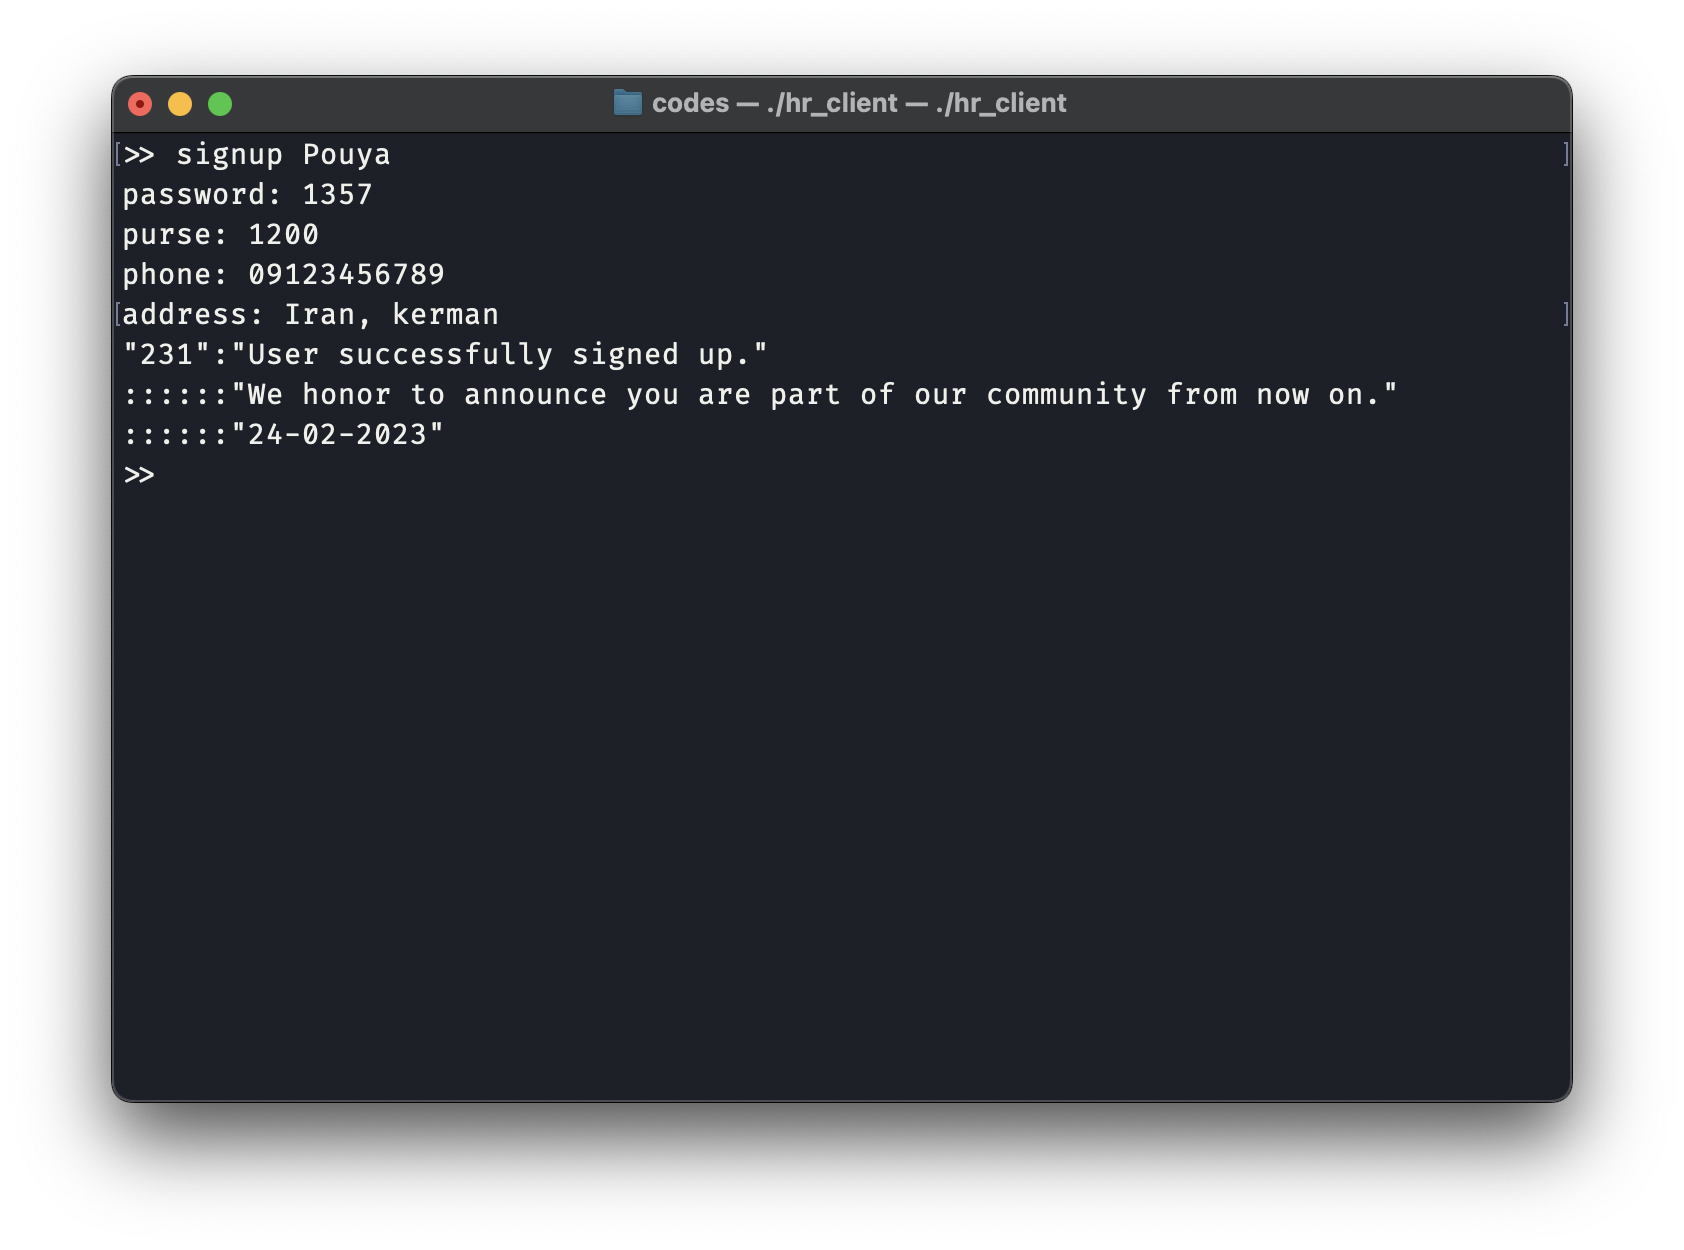 codes — ./hr_client — ./hr_client
>> signup Pouya
password: 1357
purse: 1200
phone: 09123456789
address: Iran, kerman
"231":"User successfully signed up."
::::::"We honor to announce you are part of our community from now on."
::::::"24-02-2023"
>>